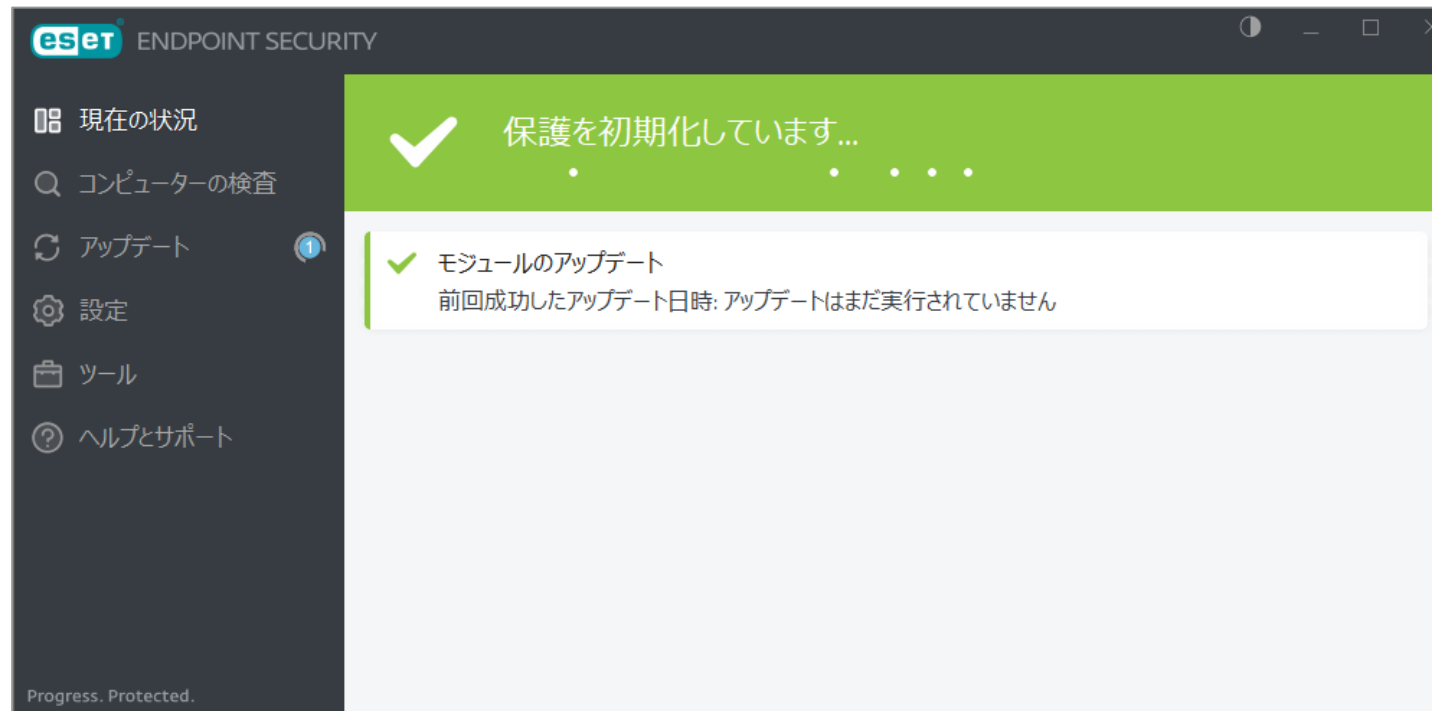 eset ENDPOINT SECURITY
現在の状況
コンピューターの検査
アップデート
1
設定
ツール
ヘルプとサポート
Progress. Protected.
保護を初期化しています...
モジュールのアップデート
前回成功したアップデート日時: アップデートはまだ実行されていません